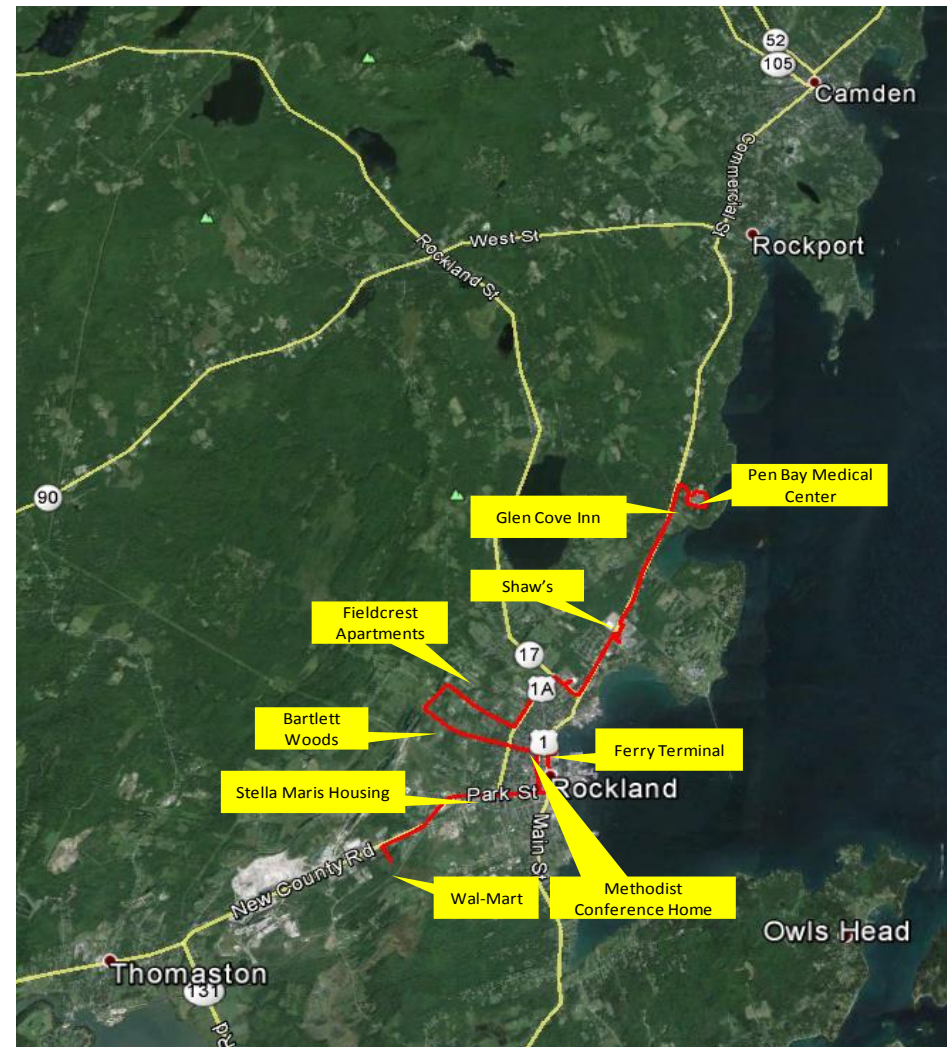 52
105
Camden
Commercial St
West St
Rockport
Rockland St
90
Pen Bay Medical
Center
Glen Cove Inn
Shaw's
Fieldcrest
Apartments
17
1A
Bartlett
Woods
1
Ferry Terminal
Stella Maris Housing
Park St
Rockland
Main St
New County Rd
Wal-Mart
Methodist
Conference Home
Owls Head
Thomaston
131
Rd